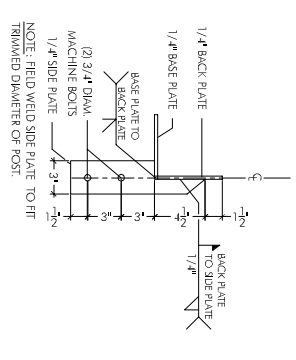 1/4" BACK PLATE
1/4" BASE PLATE
BASE PLATE TO
BACK PLATE
(2) 3/4" DIAM.
MACHINE BOLTS
1/4" SIDE PLATE
NOTE: FIELD WELD SIDE PLATE TO FIT
TRIMMED DIAMETER OF POST.
℄
3"
1 1/2"
3"
3"
4 1/2"
1 1/2"
BACK PLATE
TO SIDE PLATE
1/4"